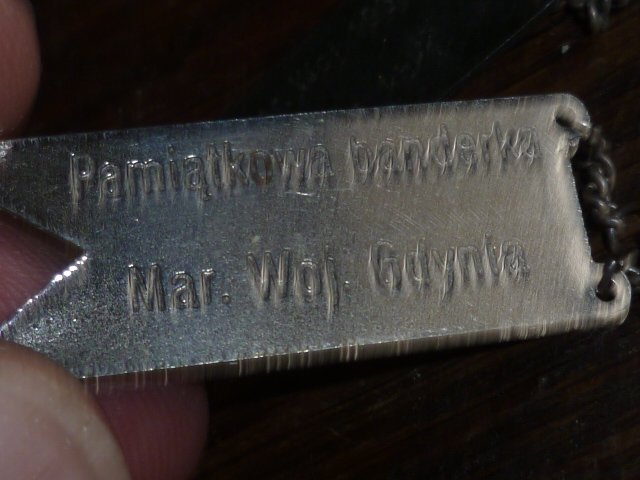 Pamiątkowa banderka
Mar. Woj. Gdynia